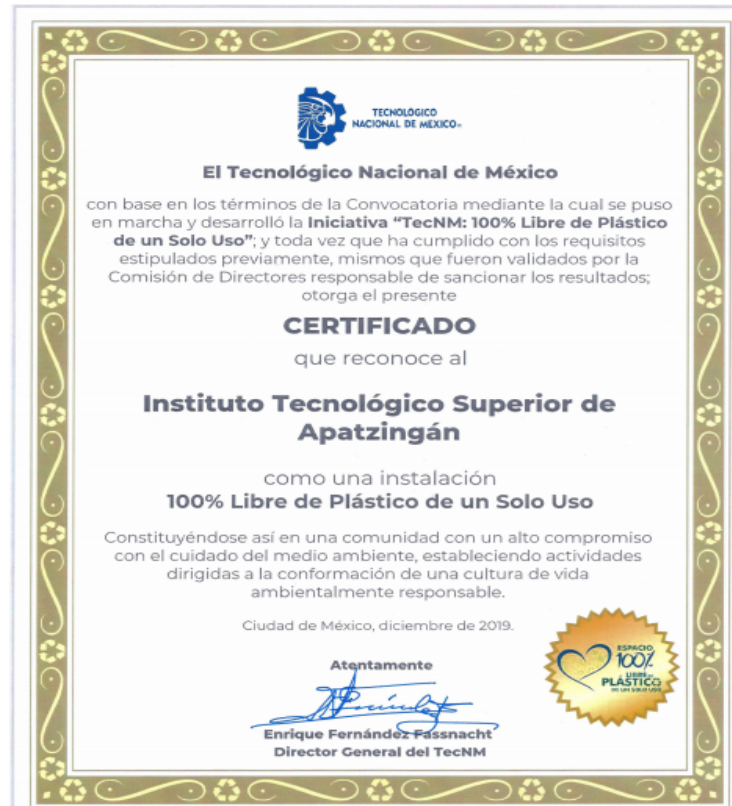 TECNOLÓGICO
NACIONAL DE MÉXICO
El Tecnológico Nacional de México
con base en los términos de la Convocatoria mediante la cual se puso
en marcha y desarrolló la Iniciativa “TecNM: 100% Libre de Plástico
de un Solo Uso”; y toda vez que ha cumplido con los requisitos
estipulados previamente, mismos que fueron validados por la
Comisión de Directores responsable de sancionar los resultados;
otorga el presente
CERTIFICADO
que reconoce al
Instituto Tecnológico Superior de
Apatzingán
como una instalación
100% Libre de Plástico de un Solo Uso
Constituyéndose así en una comunidad con un alto compromiso
con el cuidado del medio ambiente, estableciendo actividades
dirigidas a la conformación de una cultura de vida
ambientalmente responsable.
Ciudad de México, diciembre de 2019.
ESPACIO
100%
LIBRE DE
PLÁSTICO
DE UN SOLO USO
Atentamente
Enrique Fernández Fassnacht
Director General del TecNM